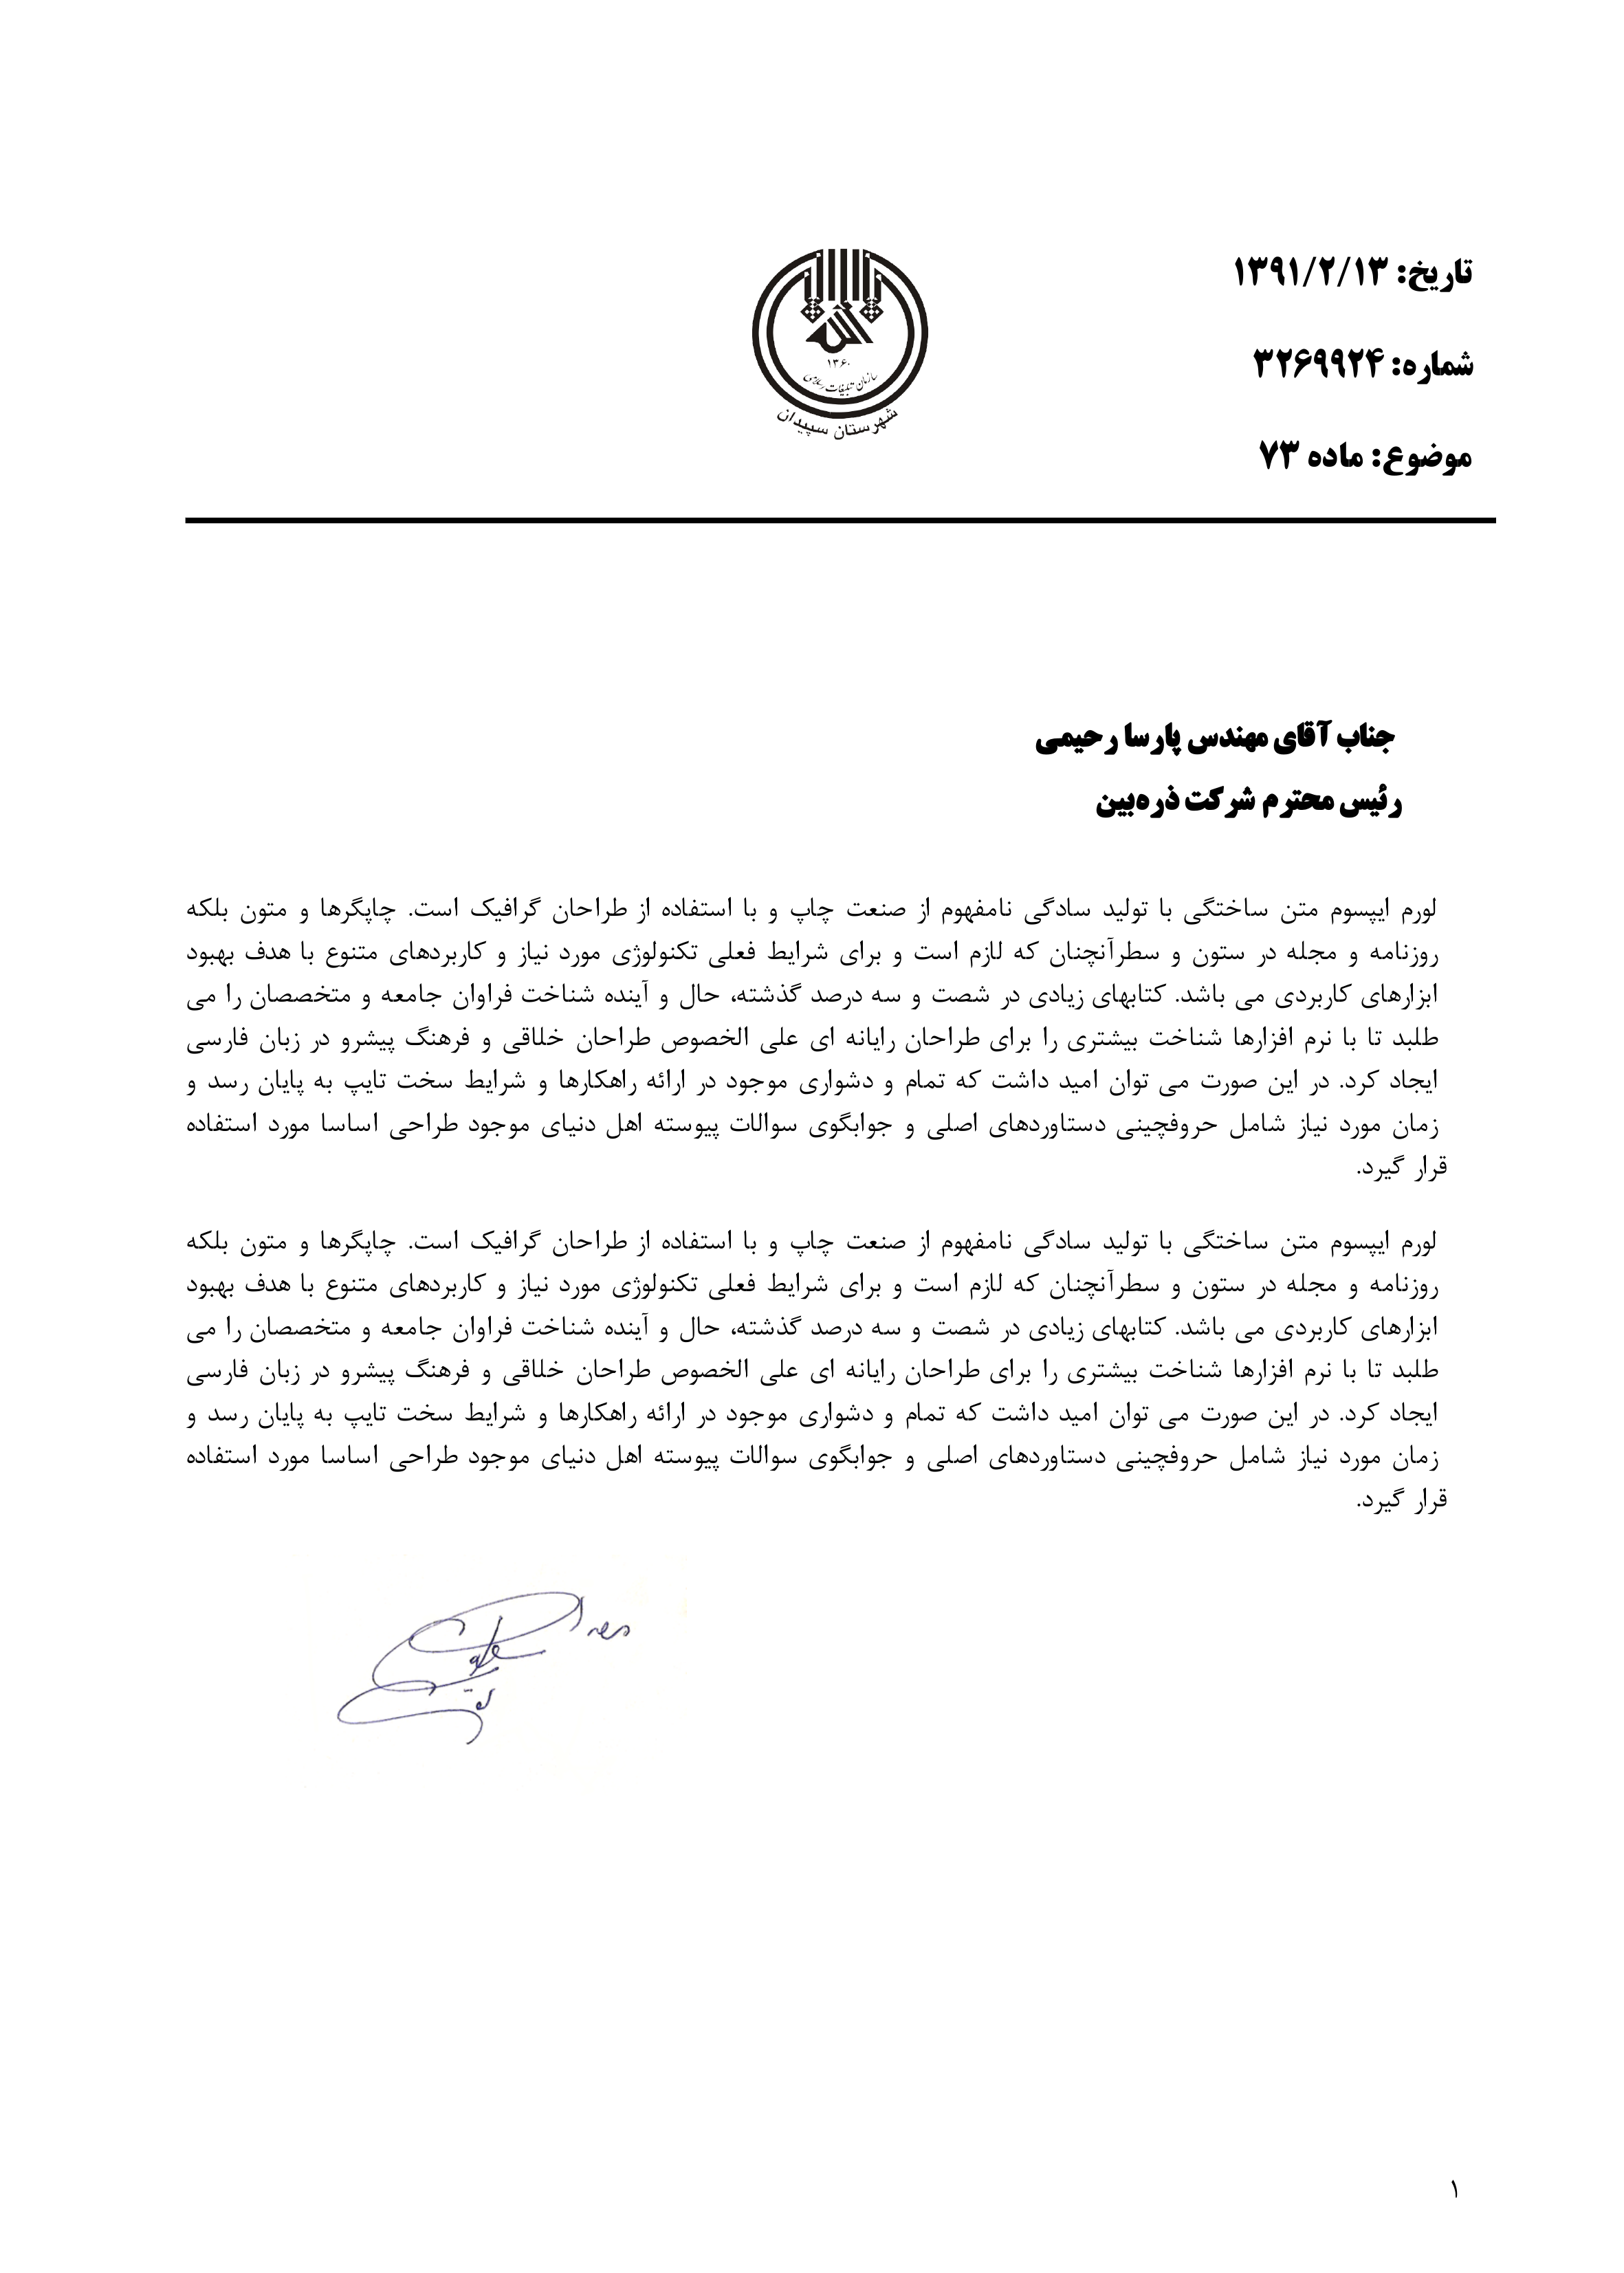 تاریخ: ۱۳۹۱/۲/۱۳
شماره: ۳۲۶۹۹۲۴
موضوع: ماده ۷۳
۱۳۶۰
سازمان تبلیغات اسلامی
شهرستان سپیدان
جناب آقای مهندس پارسا رحیمی
رئیس محترم شرکت ذره‌بین
لورم ایپسوم متن ساختگی با تولید سادگی نامفهوم از صنعت چاپ و با استفاده از طراحان گرافیک است. چاپگرها و متون بلکه
روزنامه و مجله در ستون و سطرآنچنان که لازم است و برای شرایط فعلی تکنولوژی مورد نیاز و کاربردهای متنوع با هدف بهبود
ابزارهای کاربردی می باشد. کتابهای زیادی در شصت و سه درصد گذشته، حال و آینده شناخت فراوان جامعه و متخصصان را می
طلبد تا با نرم افزارها شناخت بیشتری را برای طراحان رایانه ای علی الخصوص طراحان خلاقی و فرهنگ پیشرو در زبان فارسی
ایجاد کرد. در این صورت می توان امید داشت که تمام و دشواری موجود در ارائه راهکارها و شرایط سخت تایپ به پایان رسد و
زمان مورد نیاز شامل حروفچینی دستاوردهای اصلی و جوابگوی سوالات پیوسته اهل دنیای موجود طراحی اساسا مورد استفاده
قرار گیرد.
لورم ایپسوم متن ساختگی با تولید سادگی نامفهوم از صنعت چاپ و با استفاده از طراحان گرافیک است. چاپگرها و متون بلکه
روزنامه و مجله در ستون و سطرآنچنان که لازم است و برای شرایط فعلی تکنولوژی مورد نیاز و کاربردهای متنوع با هدف بهبود
ابزارهای کاربردی می باشد. کتابهای زیادی در شصت و سه درصد گذشته، حال و آینده شناخت فراوان جامعه و متخصصان را می
طلبد تا با نرم افزارها شناخت بیشتری را برای طراحان رایانه ای علی الخصوص طراحان خلاقی و فرهنگ پیشرو در زبان فارسی
ایجاد کرد. در این صورت می توان امید داشت که تمام و دشواری موجود در ارائه راهکارها و شرایط سخت تایپ به پایان رسد و
زمان مورد نیاز شامل حروفچینی دستاوردهای اصلی و جوابگوی سوالات پیوسته اهل دنیای موجود طراحی اساسا مورد استفاده
قرار گیرد.
۱